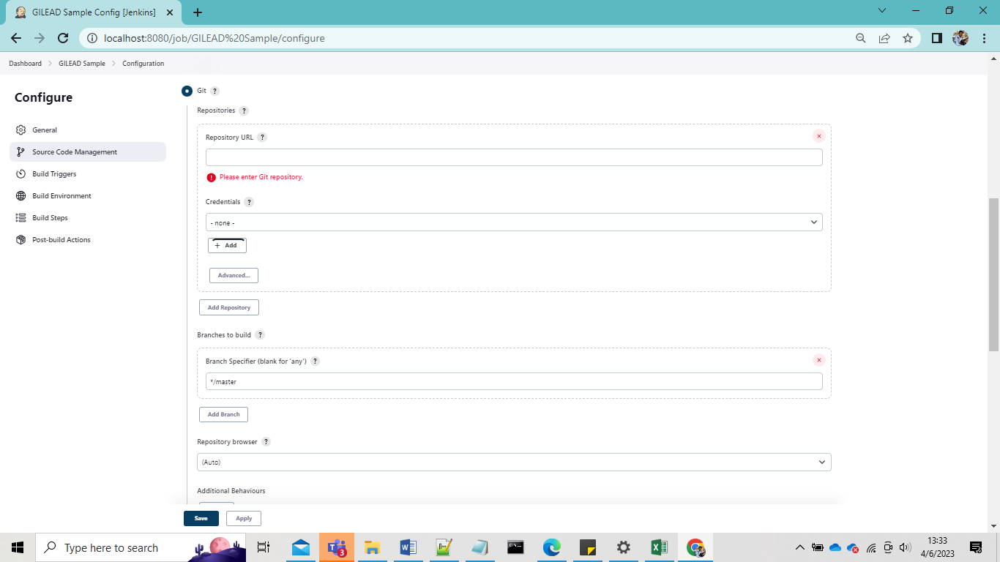 GILEAD Sample Config [Jenkins]
localhost:8080/job/GILEAD%20Sample/configure
Dashboard > GILEAD Sample > Configuration
Configure
General
Source Code Management
Build Triggers
Build Environment
Build Steps
Post-build Actions
Git ?
Repositories ?
Repository URL ?
Please enter Git repository.
Credentials ?
- none -
+ Add
Advanced...
Add Repository
Branches to build ?
Branch Specifier (blank for 'any') ?
*/master
Add Branch
Repository browser ?
(Auto)
Additional Behaviours
Save
Apply
Type here to search
3
13:33
4/6/2023